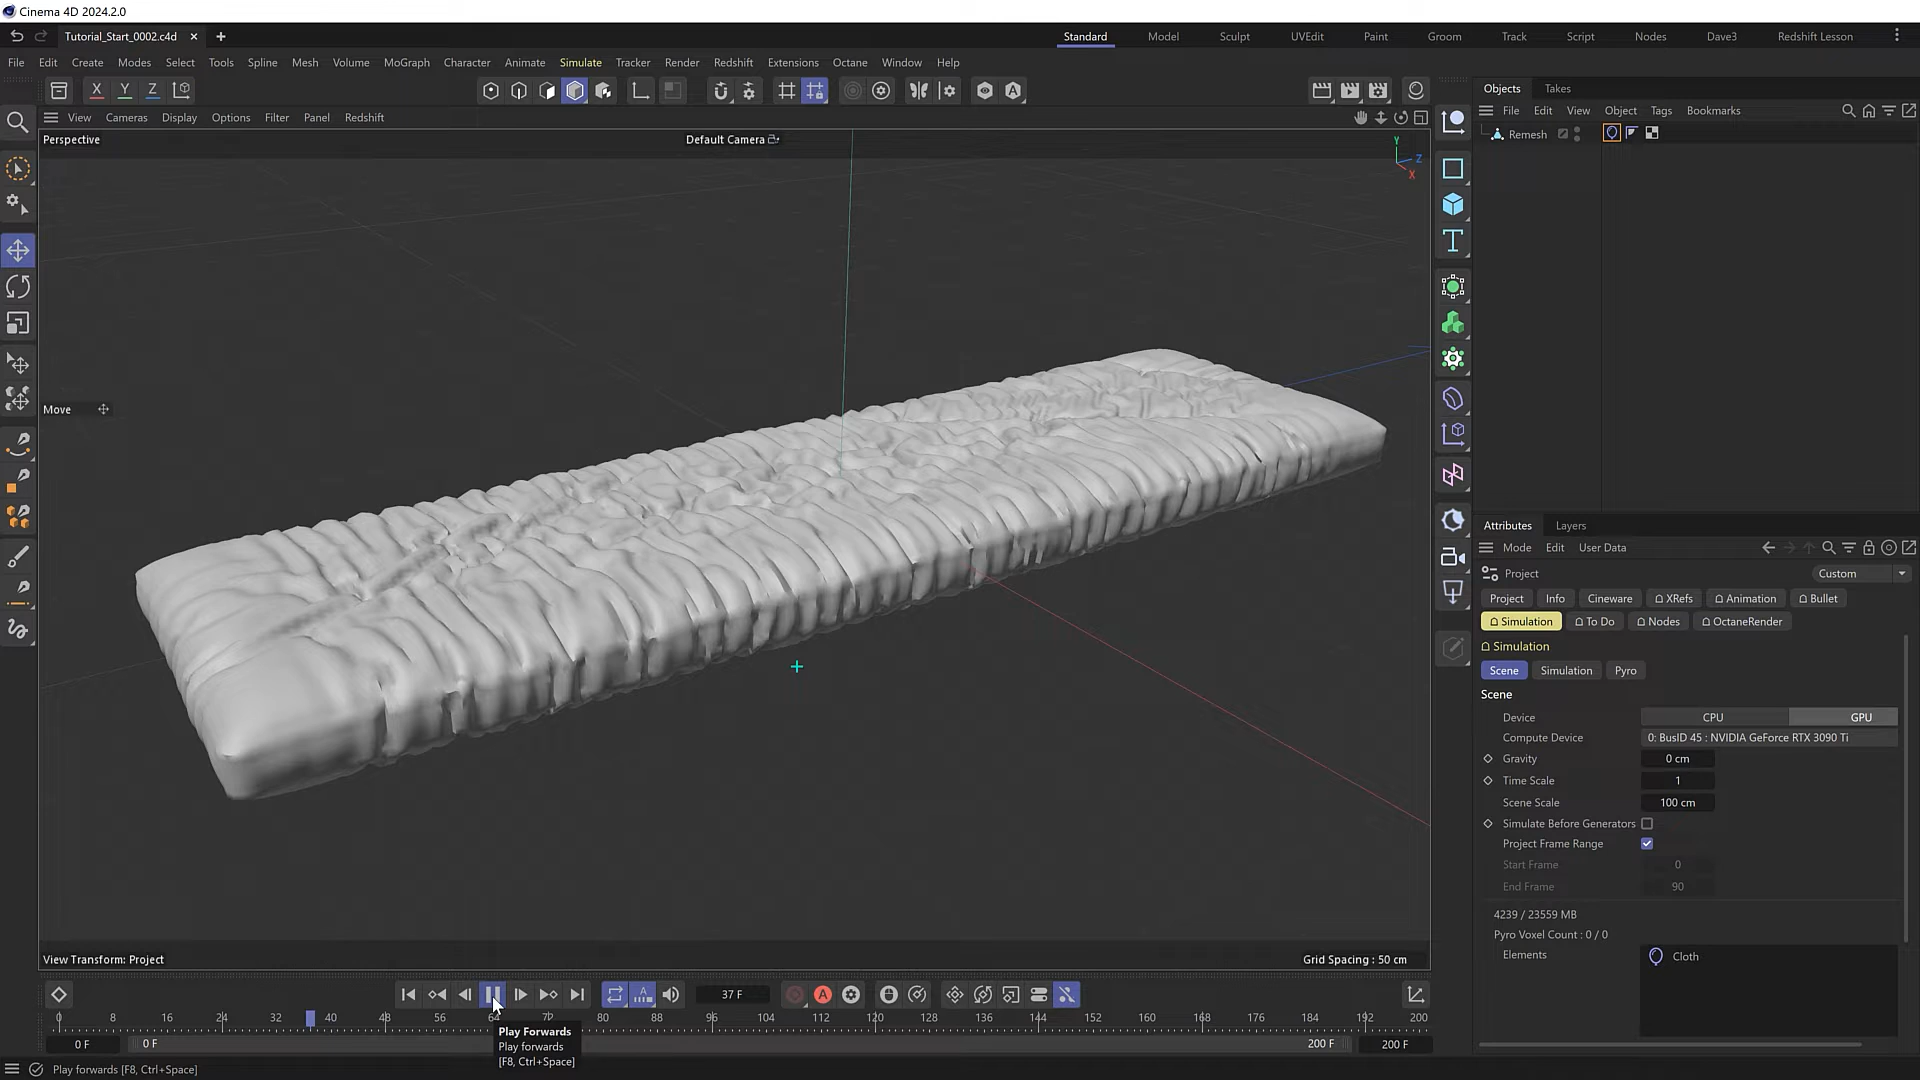 Cinema 4D 2024.2.0
Tutorial_Start_0002.c4d
Standard Model Sculpt UVEdit Paint Groom Track Script Nodes Dave3 Redshift Lesson
File Edit Create Modes Select Tools Spline Mesh Volume MoGraph Character Animate Simulate Tracker Render Redshift Extensions Octane Window Help
X Y Z
Objects Takes
View Cameras Display Options Filter Panel Redshift
File Edit View Object Tags Bookmarks
Perspective
Default Camera
Remesh
Y
Z
X
Move
Attributes Layers
Mode Edit User Data
Project
Custom
Project Info Cineware XRefs Animation Bullet
Simulation To Do Nodes OctaneRender
Simulation
Scene Simulation Pyro
Scene
Device CPU GPU
Compute Device 0: BusID 45 : NVIDIA GeForce RTX 3090 Ti
Gravity 0 cm
Time Scale 1
Scene Scale 100 cm
Simulate Before Generators
Project Frame Range
Start Frame 0
End Frame 90
4239 / 23559 MB
Pyro Voxel Count : 0 / 0
Elements Cloth
View Transform: Project
Grid Spacing : 50 cm
37 F
0 8 16 24 32 40 48 56 64 72 80 88 96 104 112 120 128 136 144 152 160 168 176 184 192 200
0 F 0 F 200 F 200 F
Play Forwards
Play forwards
[F8, Ctrl+Space]
Play forwards [F8, Ctrl+Space]